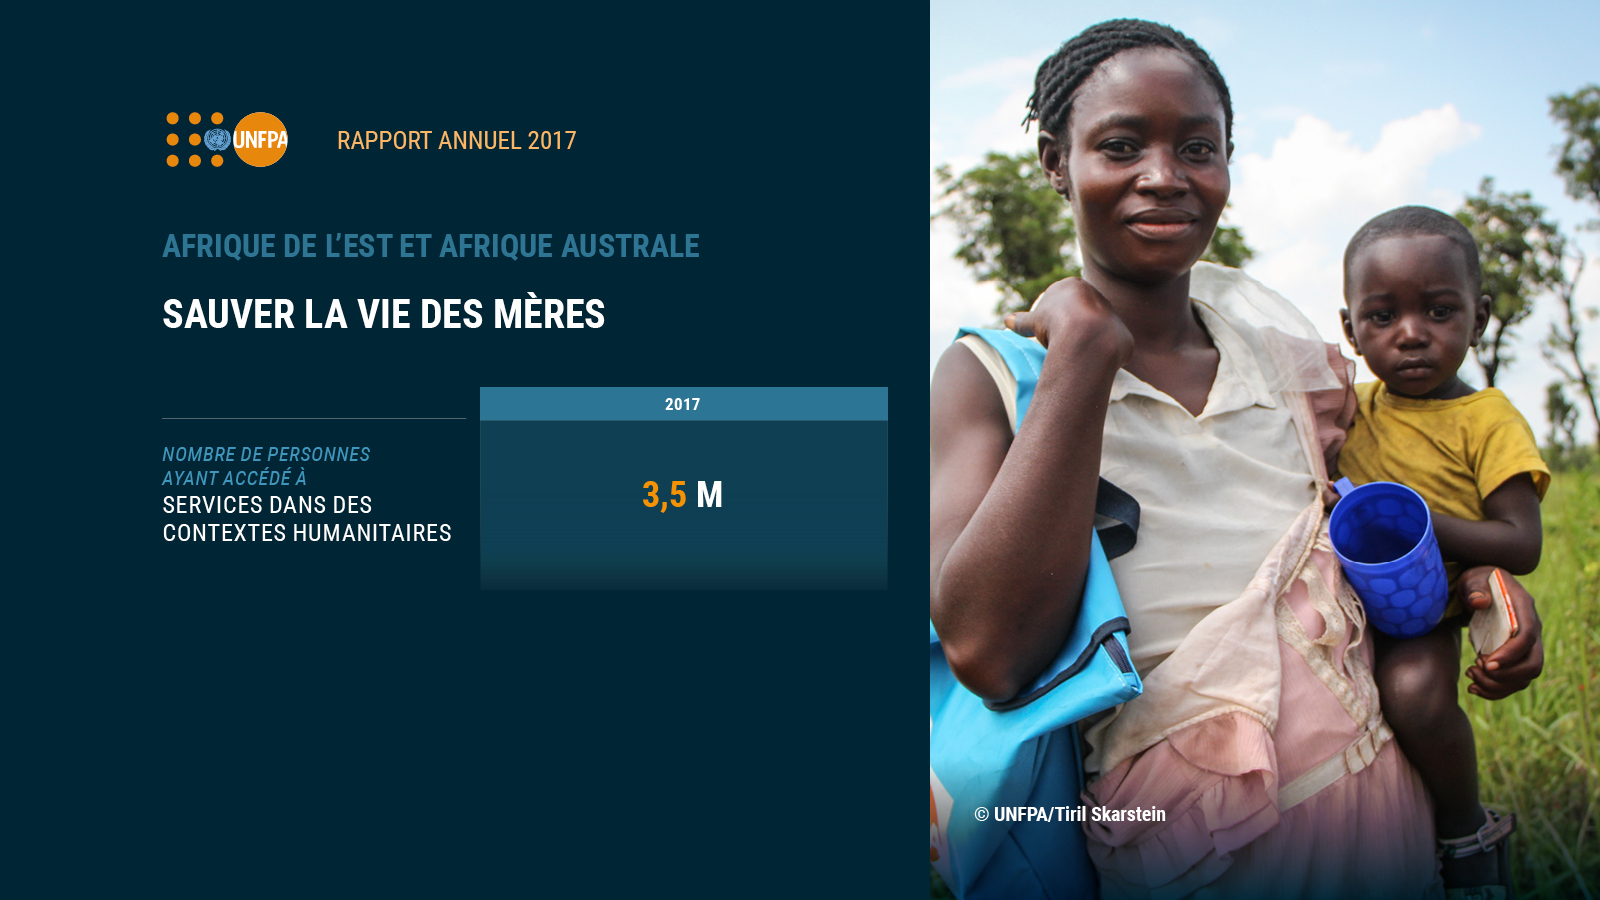 UNFPA
RAPPORT ANNUEL 2017
AFRIQUE DE L’EST ET AFRIQUE AUSTRALE
SAUVER LA VIE DES MÈRES
2017
NOMBRE DE PERSONNES
AYANT ACCÉDÉ À
SERVICES DANS DES
CONTEXTES HUMANITAIRES
3,5 M
© UNFPA/Tiril Skarstein